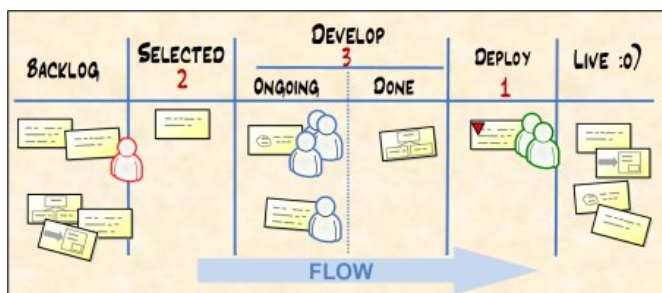 BACKLOG
SELECTED
2
DEVELOP
3
ONGOING
DONE
DEPLOY
1
LIVE :o)
FLOW